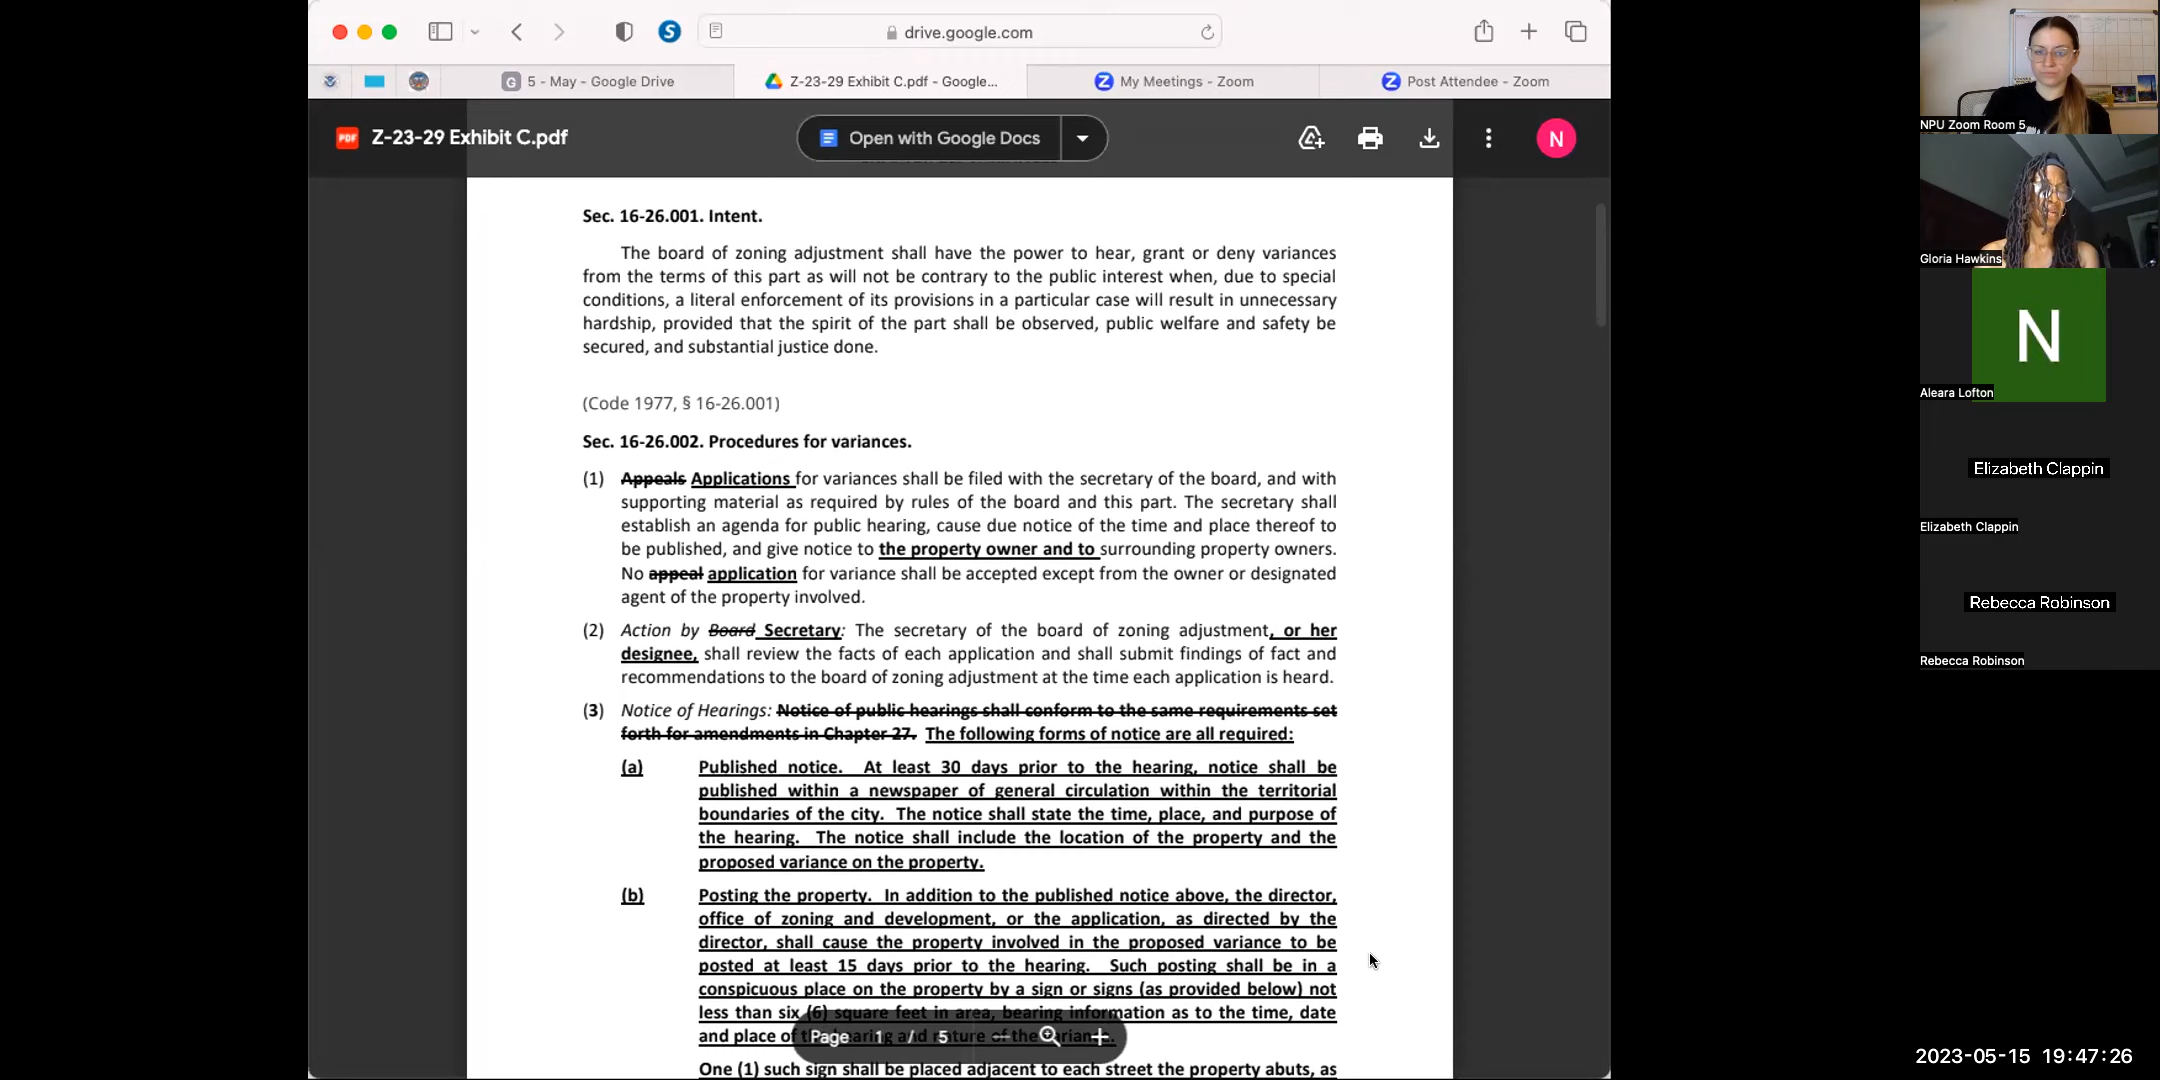 drive.google.com
5 - May - Google Drive
Z-23-29 Exhibit C.pdf - Google...
My Meetings - Zoom
Post Attendee - Zoom
PDF
Z-23-29 Exhibit C.pdf
Open with Google Docs
N
Sec. 16-26.001. Intent.
The board of zoning adjustment shall have the power to hear, grant or deny variances
from the terms of this part as will not be contrary to the public interest when, due to special
conditions, a literal enforcement of its provisions in a particular case will result in unnecessary
hardship, provided that the spirit of the part shall be observed, public welfare and safety be
secured, and substantial justice done.
(Code 1977, § 16-26.001)
Sec. 16-26.002. Procedures for variances.
(1) Appeals Applications for variances shall be filed with the secretary of the board, and with
supporting material as required by rules of the board and this part. The secretary shall
establish an agenda for public hearing, cause due notice of the time and place thereof to
be published, and give notice to the property owner and to surrounding property owners.
No appeal application for variance shall be accepted except from the owner or designated
agent of the property involved.
(2) Action by Board Secretary: The secretary of the board of zoning adjustment, or her
designee, shall review the facts of each application and shall submit findings of fact and
recommendations to the board of zoning adjustment at the time each application is heard.
(3) Notice of Hearings: Notice of public hearings shall conform to the same requirements set
forth for amendments in Chapter 27. The following forms of notice are all required:
(a) Published notice. At least 30 days prior to the hearing, notice shall be
published within a newspaper of general circulation within the territorial
boundaries of the city. The notice shall state the time, place, and purpose of
the hearing. The notice shall include the location of the property and the
proposed variance on the property.
(b) Posting the property. In addition to the published notice above, the director,
office of zoning and development, or the application, as directed by the
director, shall cause the property involved in the proposed variance to be
posted at least 15 days prior to the hearing. Such posting shall be in a
conspicuous place on the property by a sign or signs (as provided below) not
less than six (6) square feet in area, bearing information as to the time, date
and place of the hearing and nature of the variance.
Page 1 / 5
One (1) such sign shall be placed adjacent to each street the property abuts, as
NPU Zoom Room 5
Gloria Hawkins
N
Aleara Lofton
Elizabeth Clappin
Elizabeth Clappin
Rebecca Robinson
Rebecca Robinson
2023-05-15 19:47:26